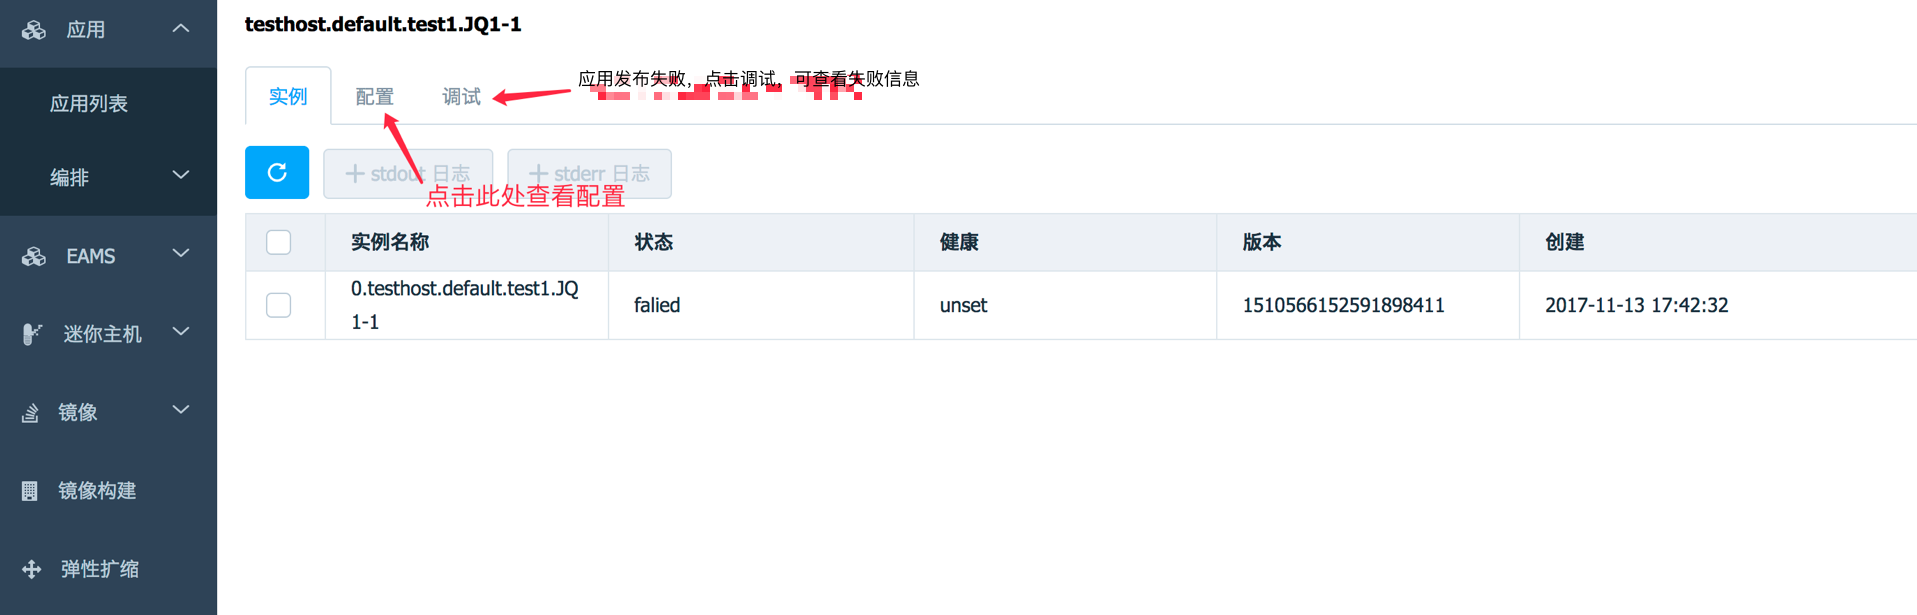 应用
应用列表
编排
EAMS
迷你主机
镜像
镜像构建
弹性扩缩
testhost.default.test1.JQ1-1
实例 配置 调试
应用发布失败，点击调试，可查看失败信息
+ stdout 日志 + stderr 日志
点击此处查看配置
实例名称 状态 健康 版本 创建
0.testhost.default.test1.JQ
1-1
falied unset 1510566152591898411 2017-11-13 17:42:32